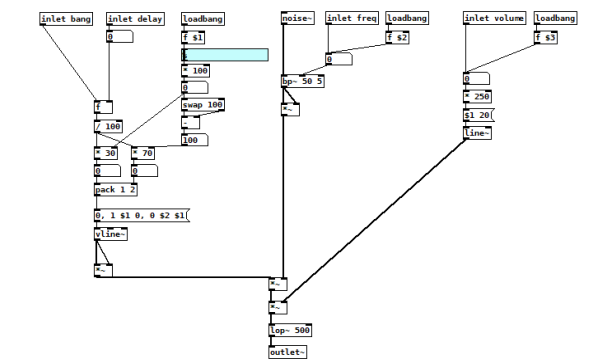 inlet bang
inlet delay
loadbang
noise~
inlet freq
loadbang
inlet volume
loadbang
0
f $1
f $2
f $3
0
* 100
bp~ 50 5
0
0
* 250
f
swap 100
*~
$1 20
/ 100
-
line~
* 30
* 70
100
0
0
pack 1 2
0, 1 $1 0, 0 $2 $1
vline~
*~
*~
*~
lop~ 500
outlet~